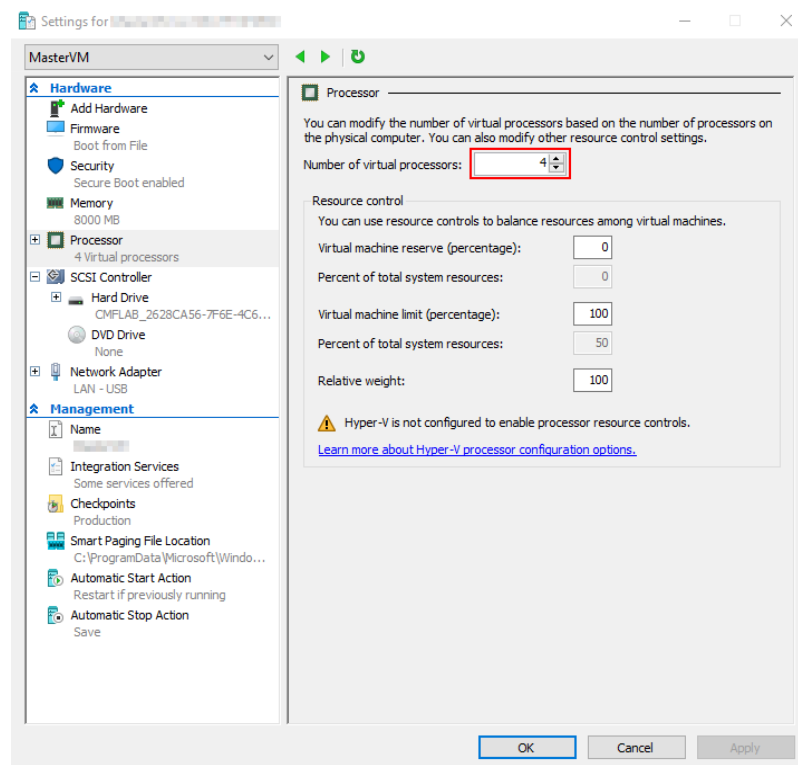 Settings for
MasterVM
Hardware
Add Hardware
Firmware
Boot from File
Security
Secure Boot enabled
Memory
8000 MB
Processor
4 Virtual processors
SCSI Controller
Hard Drive
CMFLAB_2628CA56-7F6E-4C6...
DVD Drive
None
Network Adapter
LAN - USB
Management
Name
Integration Services
Some services offered
Checkpoints
Production
Smart Paging File Location
C:\ProgramData\Microsoft\Windo...
Automatic Start Action
Restart if previously running
Automatic Stop Action
Save
Processor
You can modify the number of virtual processors based on the number of processors on
the physical computer. You can also modify other resource control settings.
Number of virtual processors: 4
Resource control
You can use resource controls to balance resources among virtual machines.
Virtual machine reserve (percentage): 0
Percent of total system resources: 0
Virtual machine limit (percentage): 100
Percent of total system resources: 50
Relative weight: 100
Hyper-V is not configured to enable processor resource controls.
Learn more about Hyper-V processor configuration options.
OK Cancel Apply